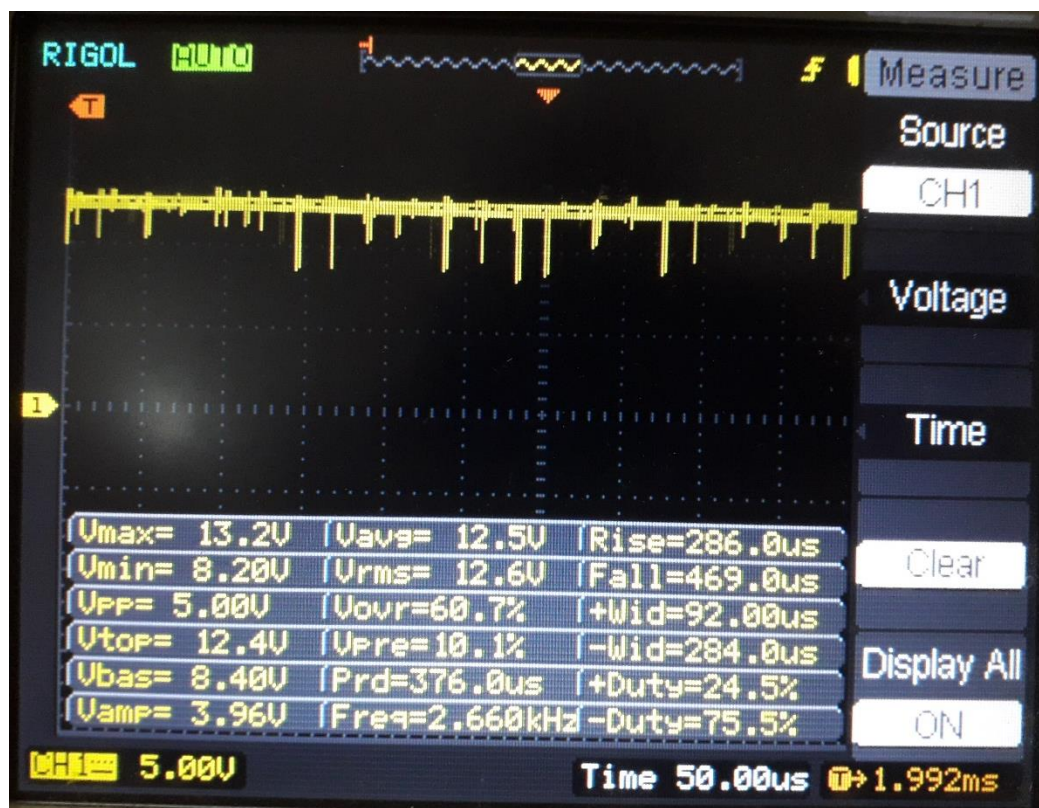 RIGOL AUTO
T
Measure
Source
CH1
Voltage
1
Time
Clear
Display All
ON
Vmax= 13.2V Vavg= 12.5V Rise=286.0us
Vmin= 8.20V Vrms= 12.6V Fall=469.0us
Vpp= 5.00V Vovr=60.7% +Wid=92.00us
Vtop= 12.4V Vpre=10.1% -Wid=284.0us
Vbas= 8.40V Prd=376.0us +Duty=24.5%
Vamp= 3.96V Freq=2.660kHz -Duty=75.5%
CH1 5.00V Time 50.00us T→1.992ms